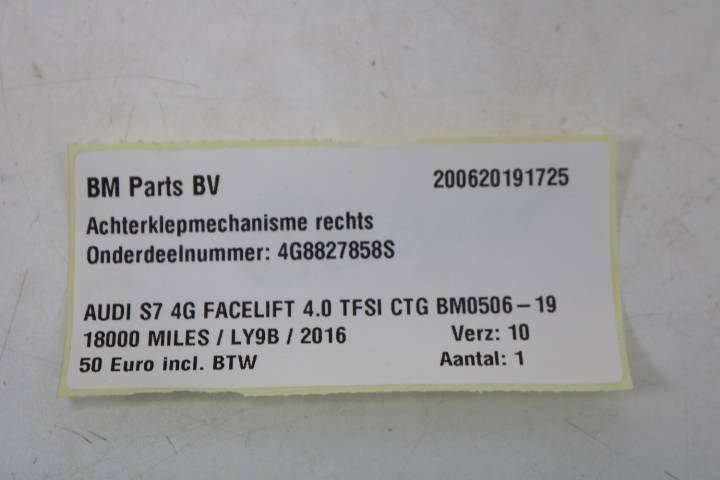 BM Parts BV 200620191725
Achterklepmechanisme rechts
Onderdeelnummer: 4G8827858S
AUDI S7 4G FACELIFT 4.0 TFSI CTG BM0506-19
18000 MILES / LY9B / 2016 Verz: 10
50 Euro incl. BTW Aantal: 1